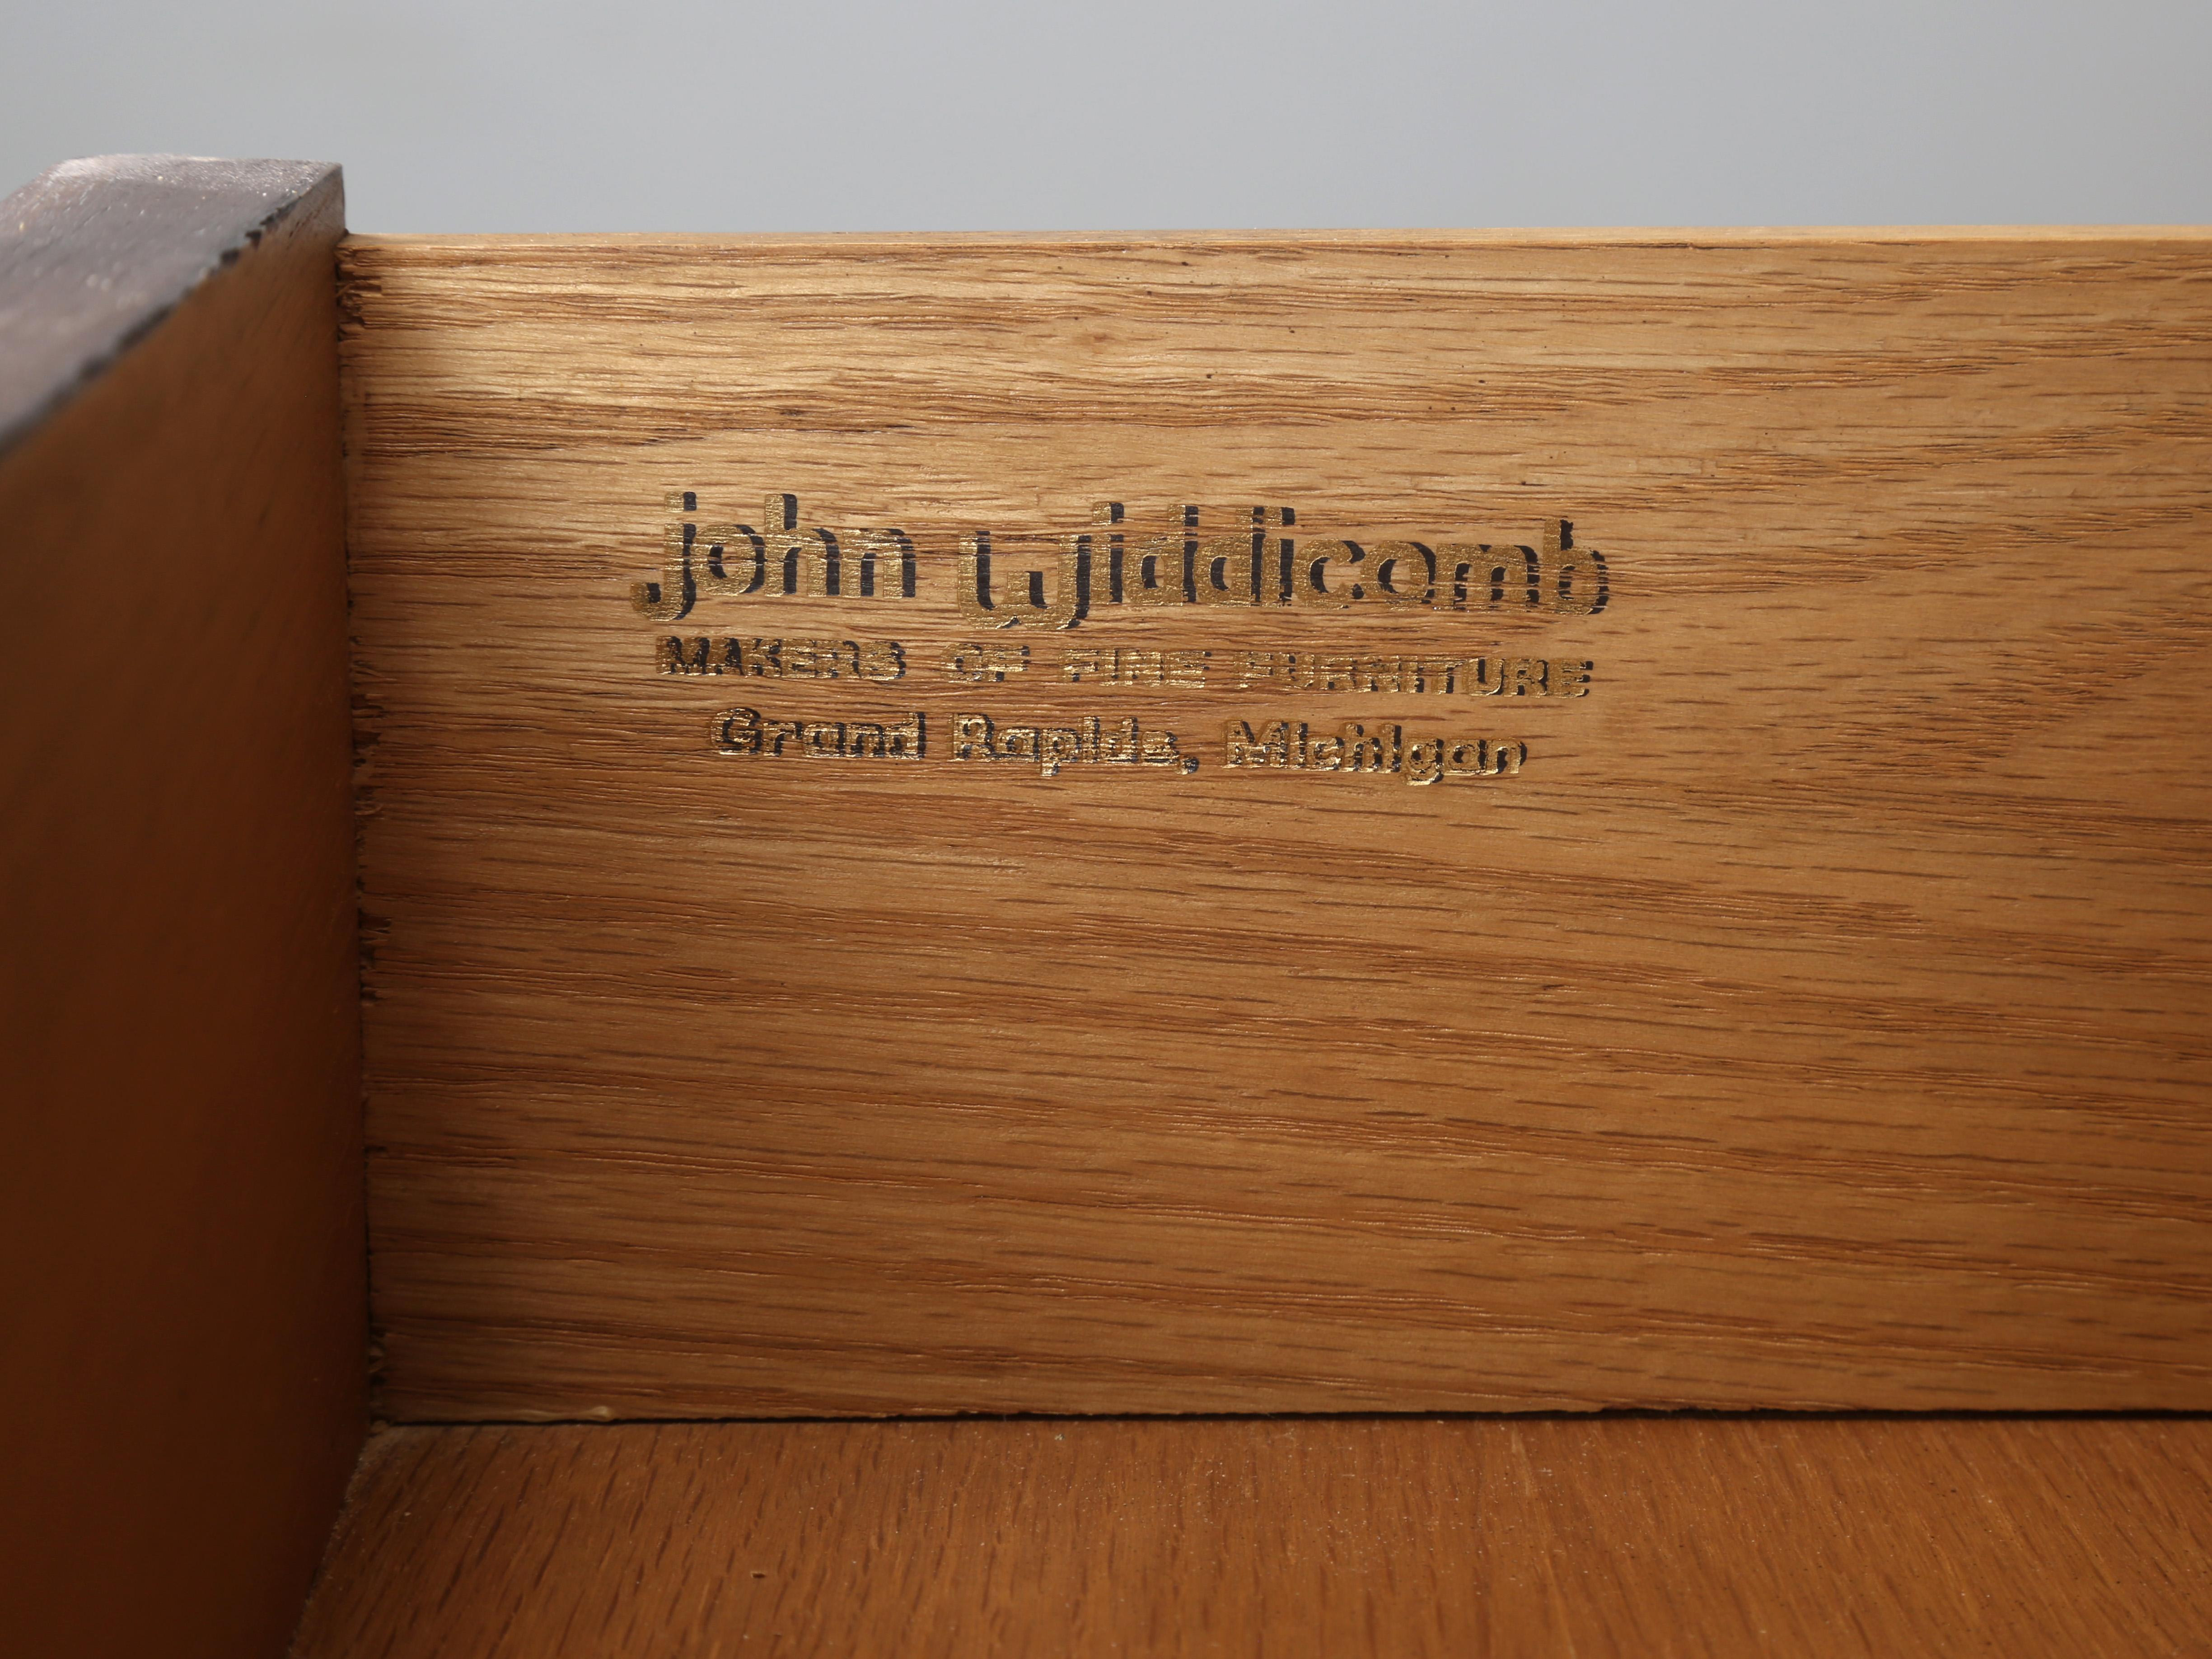 john widdicomb
MAKERS OF FINE FURNITURE
Grand Rapids, Michigan